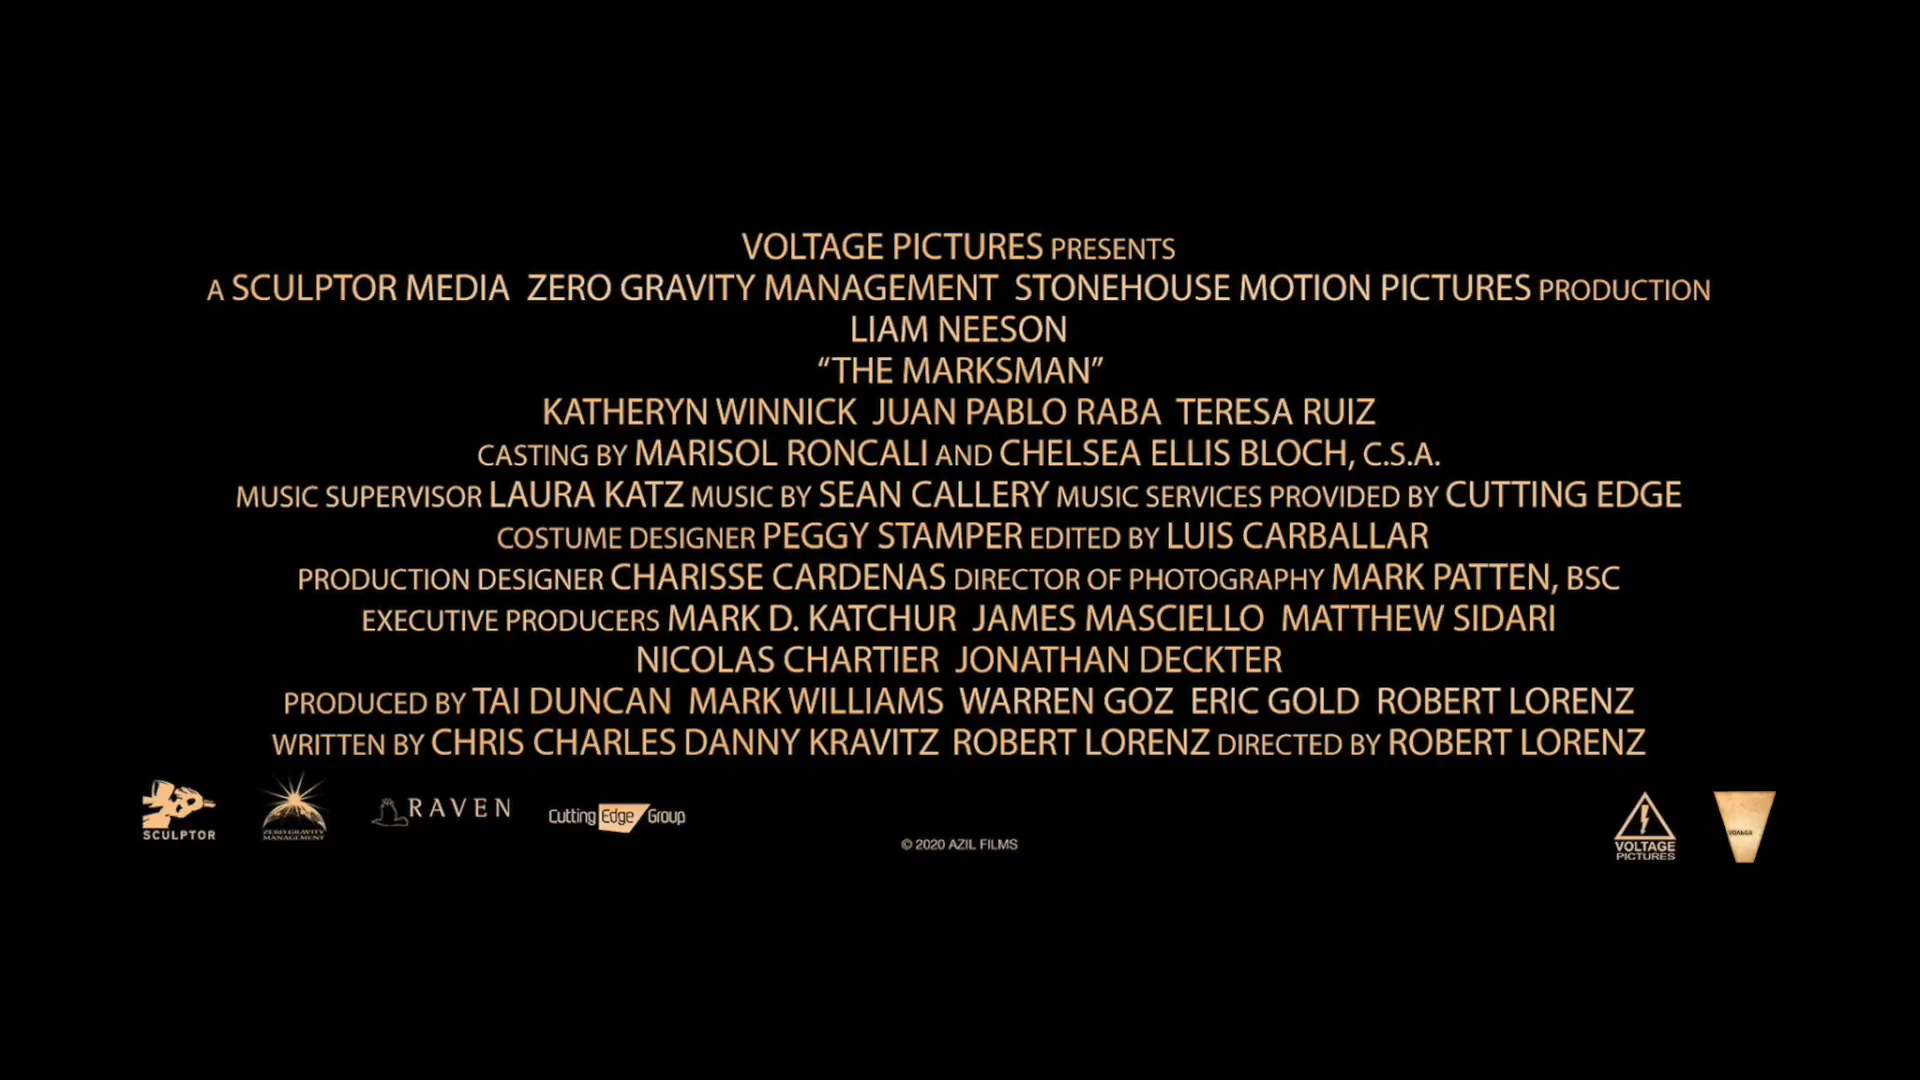 VOLTAGE PICTURES PRESENTS
A SCULPTOR MEDIA ZERO GRAVITY MANAGEMENT STONEHOUSE MOTION PICTURES PRODUCTION
LIAM NEESON
“THE MARKSMAN”
KATHERYN WINNICK JUAN PABLO RABA TERESA RUIZ
CASTING BY MARISOL RONCALI AND CHELSEA ELLIS BLOCH, C.S.A.
MUSIC SUPERVISOR LAURA KATZ MUSIC BY SEAN CALLERY MUSIC SERVICES PROVIDED BY CUTTING EDGE
COSTUME DESIGNER PEGGY STAMPER EDITED BY LUIS CARBALLAR
PRODUCTION DESIGNER CHARISSE CARDENAS DIRECTOR OF PHOTOGRAPHY MARK PATTEN, BSC
EXECUTIVE PRODUCERS MARK D. KATCHUR JAMES MASCIELLO MATTHEW SIDARI
NICOLAS CHARTIER JONATHAN DECKTER
PRODUCED BY TAI DUNCAN MARK WILLIAMS WARREN GOZ ERIC GOLD ROBERT LORENZ
WRITTEN BY CHRIS CHARLES DANNY KRAVITZ ROBERT LORENZ DIRECTED BY ROBERT LORENZ
SCULPTOR
ZERO GRAVITY
MANAGEMENT
RAVEN
Cutting Edge Group
© 2020 AZIL FILMS
VOLTAGE
PICTURES